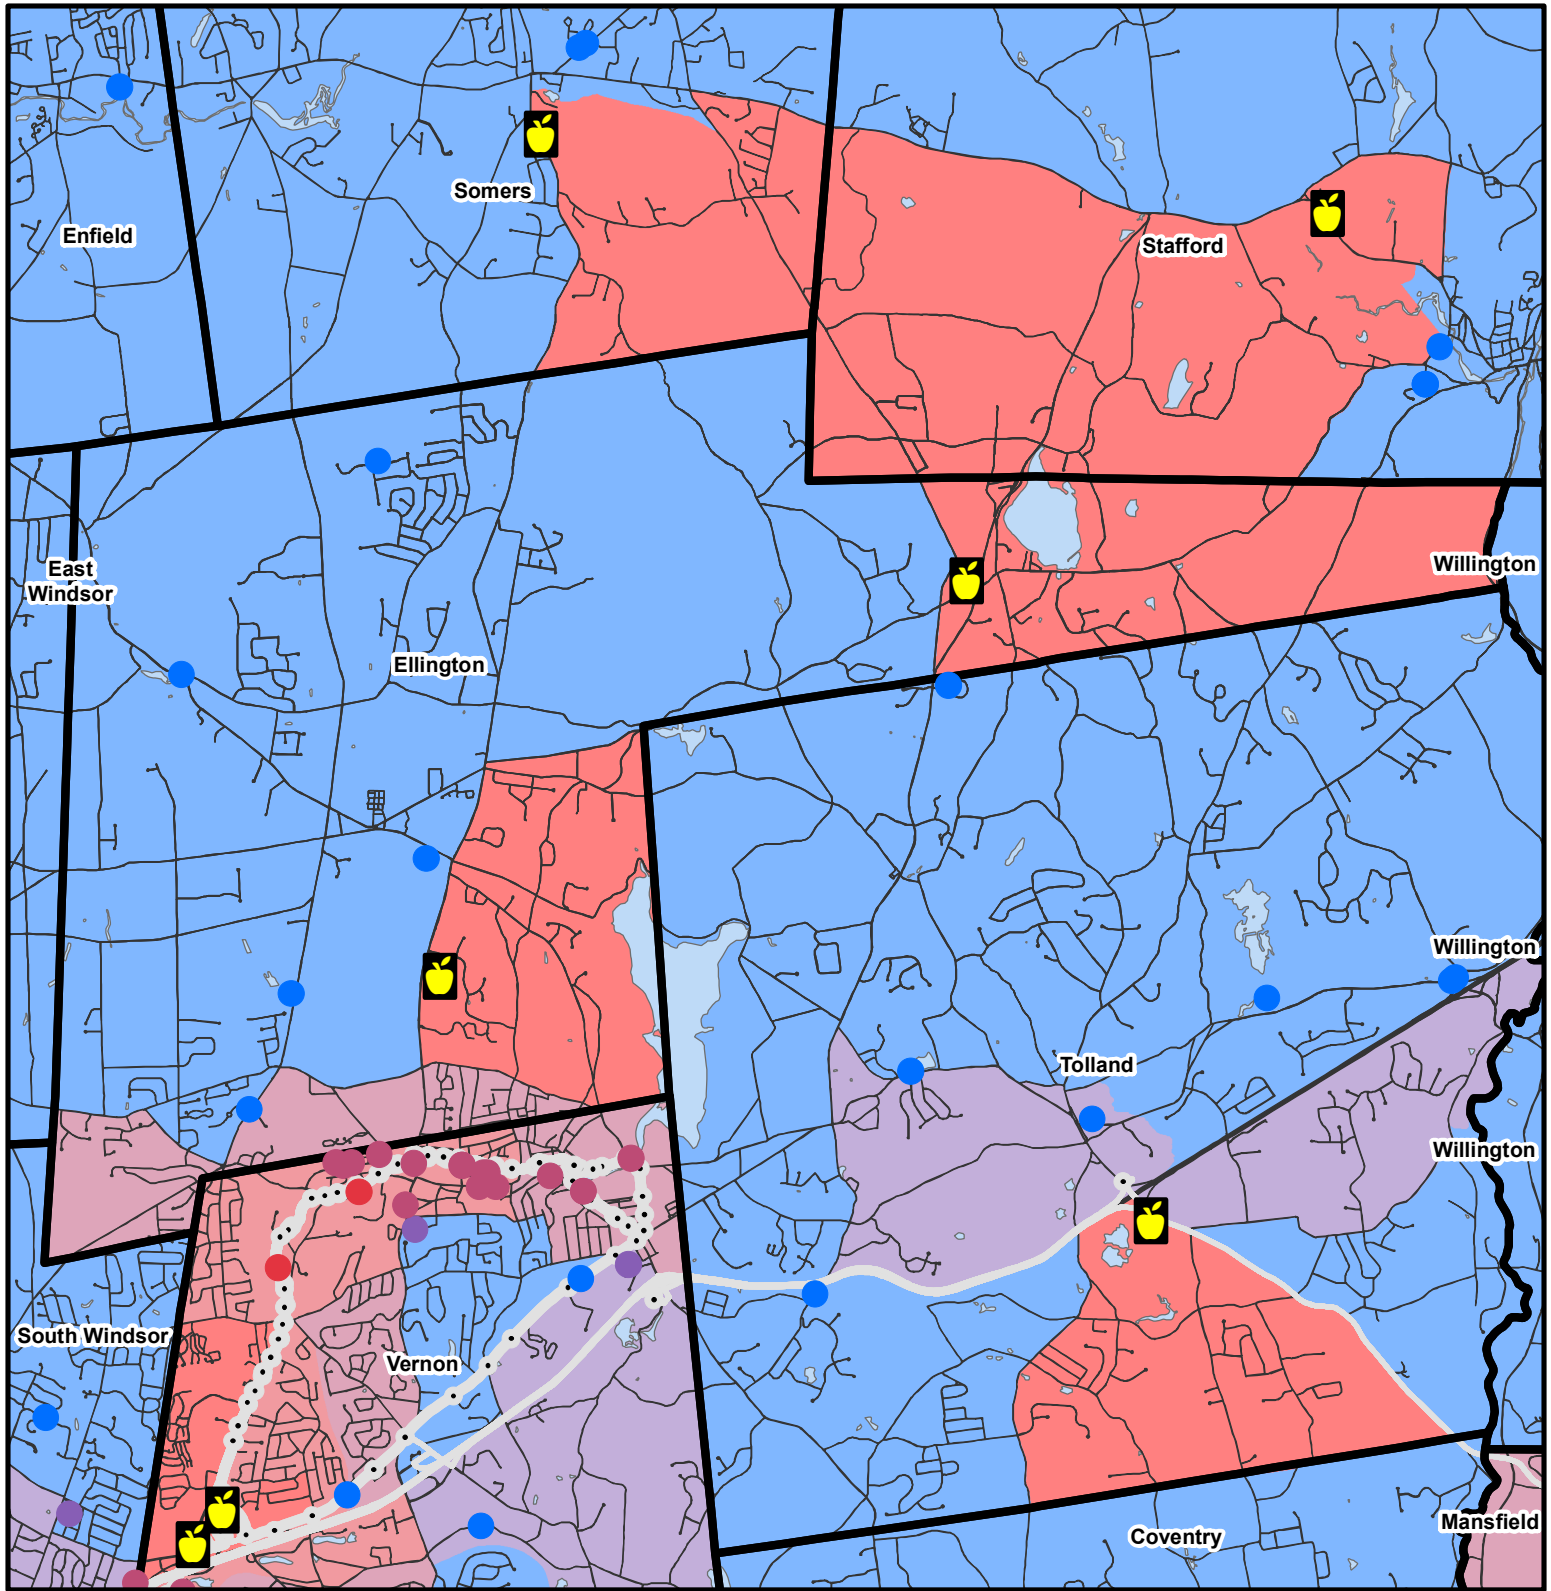 Somers
Enfield
Stafford
East
Windsor
Willington
Ellington
Willington
Tolland
Willington
South Windsor
Vernon
Mansfield
Coventry